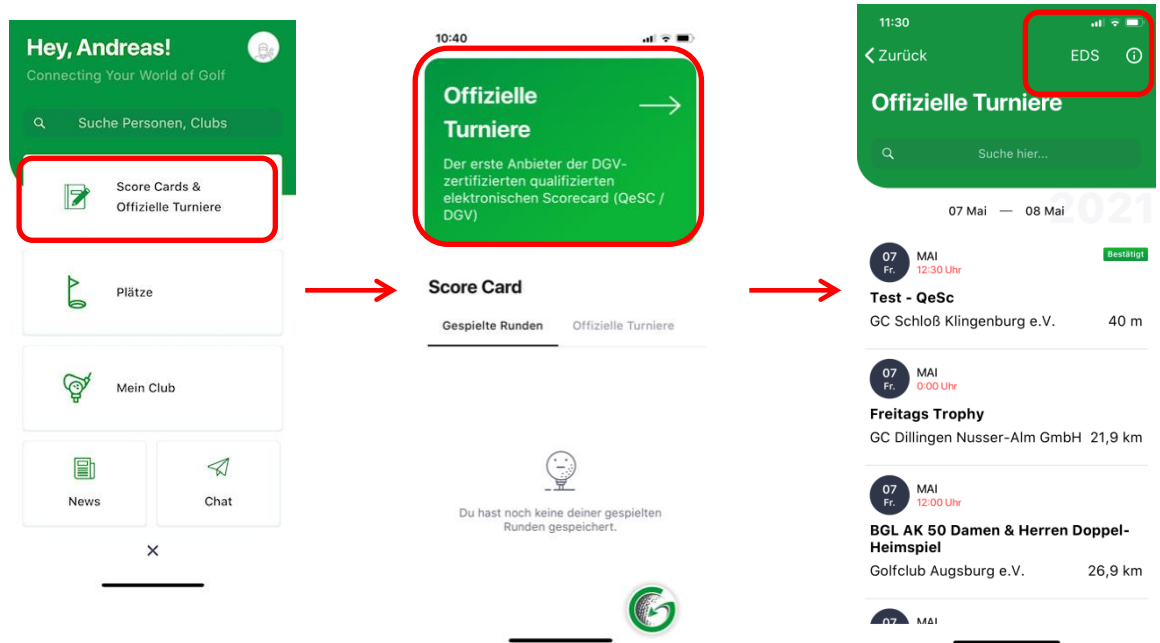 Hey, Andreas!
Connecting Your World of Golf
Suche Personen, Clubs
Score Cards &
Offizielle Turniere
Plätze
Mein Club
News
Chat
10:40
Offizielle
Turniere
Der erste Anbieter der DGV-
zertifizierten qualifizierten
elektronischen Scorecard (QeSC /
DGV)
Score Card
Gespielte Runden
Offizielle Turniere
Du hast noch keine deiner gespielten
Runden gespeichert.
11:30
Zurück
EDS
Offizielle Turniere
Suche hier...
2021
07 Mai — 08 Mai
07 MAI
Fr. 12:30 Uhr
Bestätigt
Test - QeSc
GC Schloß Klingenburg e.V. 40 m
07 MAI
Fr. 0:00 Uhr
Freitags Trophy
GC Dillingen Nusser-Alm GmbH 21,9 km
07 MAI
Fr. 12:00 Uhr
BGL AK 50 Damen & Herren Doppel-
Heimspiel
Golfclub Augsburg e.V. 26,9 km
07 MAI